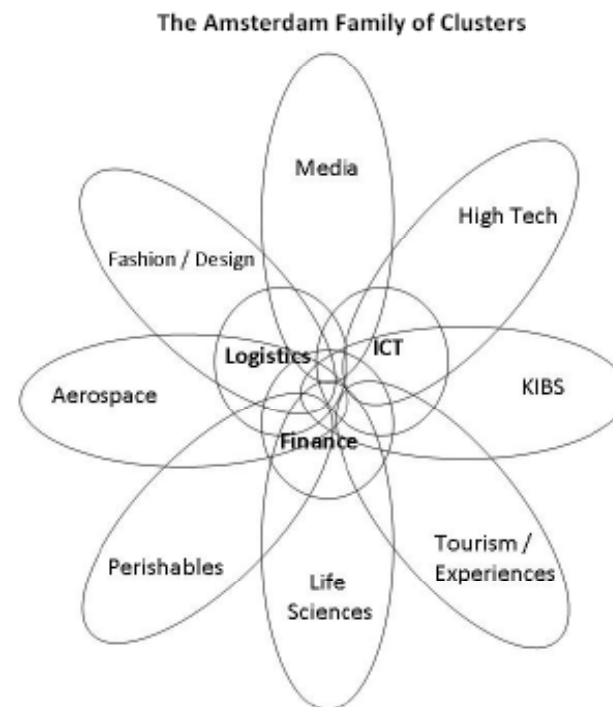 The Amsterdam Family of Clusters
Media
High Tech
Fashion / Design
Logistics
ICT
Aerospace
KIBS
Finance
Perishables
Life
Sciences
Tourism /
Experiences